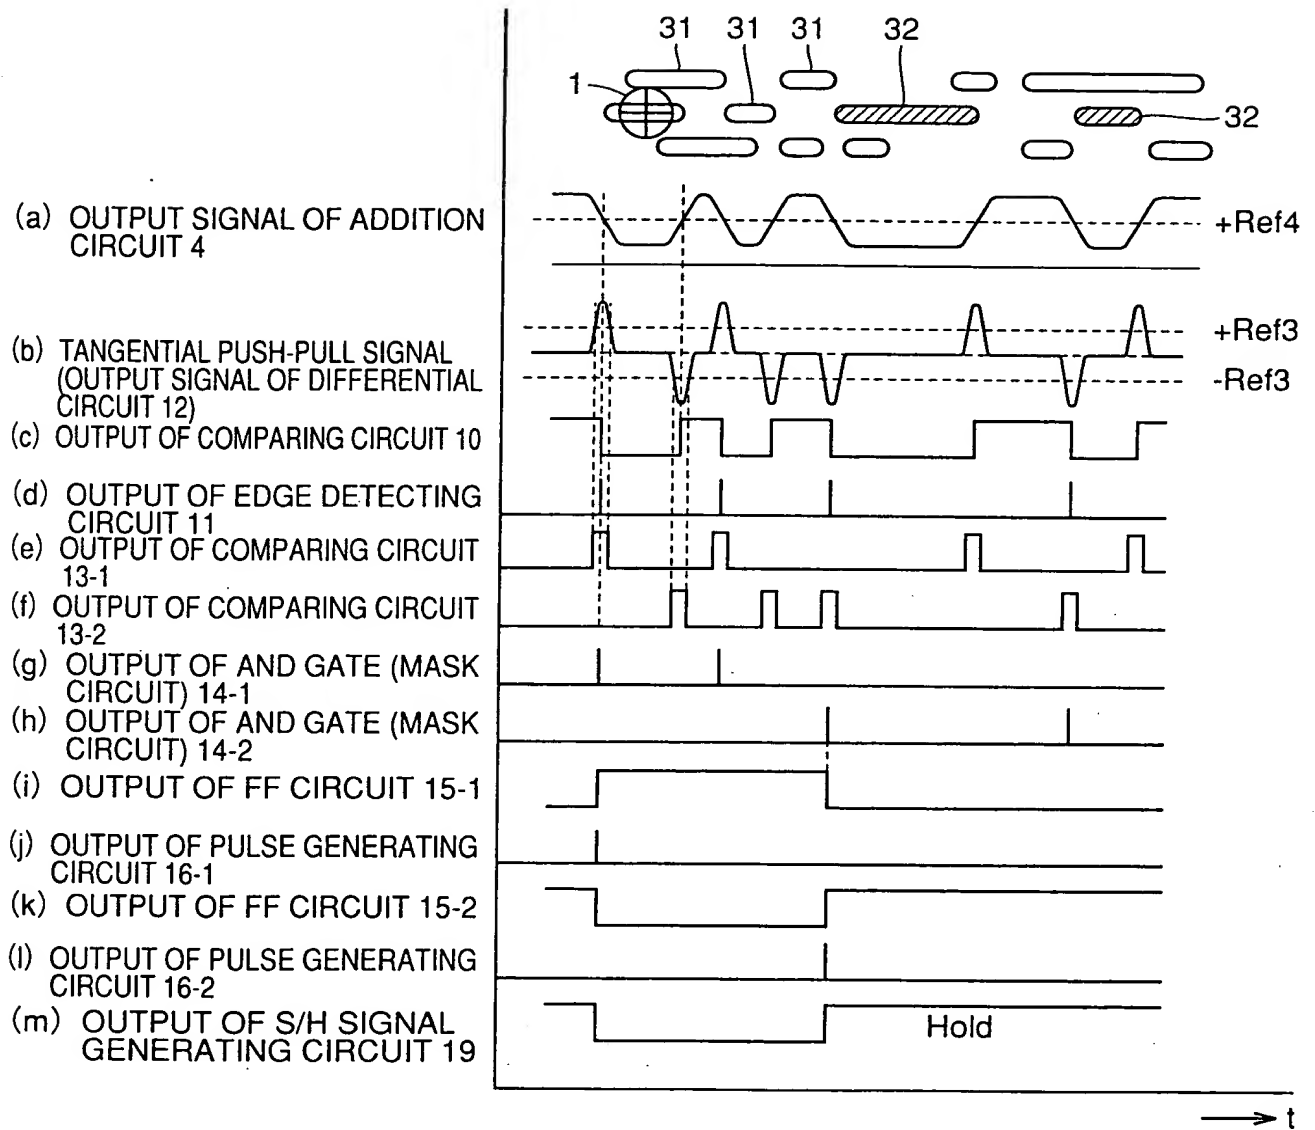 31 31 31 32
1
32
(a) OUTPUT SIGNAL OF ADDITION
CIRCUIT 4
+Ref4
(b) TANGENTIAL PUSH-PULL SIGNAL
(OUTPUT SIGNAL OF DIFFERENTIAL
CIRCUIT 12)
+Ref3
-Ref3
(c) OUTPUT OF COMPARING CIRCUIT 10
(d) OUTPUT OF EDGE DETECTING
CIRCUIT 11
(e) OUTPUT OF COMPARING CIRCUIT
13-1
(f) OUTPUT OF COMPARING CIRCUIT
13-2
(g) OUTPUT OF AND GATE (MASK
CIRCUIT) 14-1
(h) OUTPUT OF AND GATE (MASK
CIRCUIT) 14-2
(i) OUTPUT OF FF CIRCUIT 15-1
(j) OUTPUT OF PULSE GENERATING
CIRCUIT 16-1
(k) OUTPUT OF FF CIRCUIT 15-2
(l) OUTPUT OF PULSE GENERATING
CIRCUIT 16-2
(m) OUTPUT OF S/H SIGNAL
GENERATING CIRCUIT 19
Hold
t